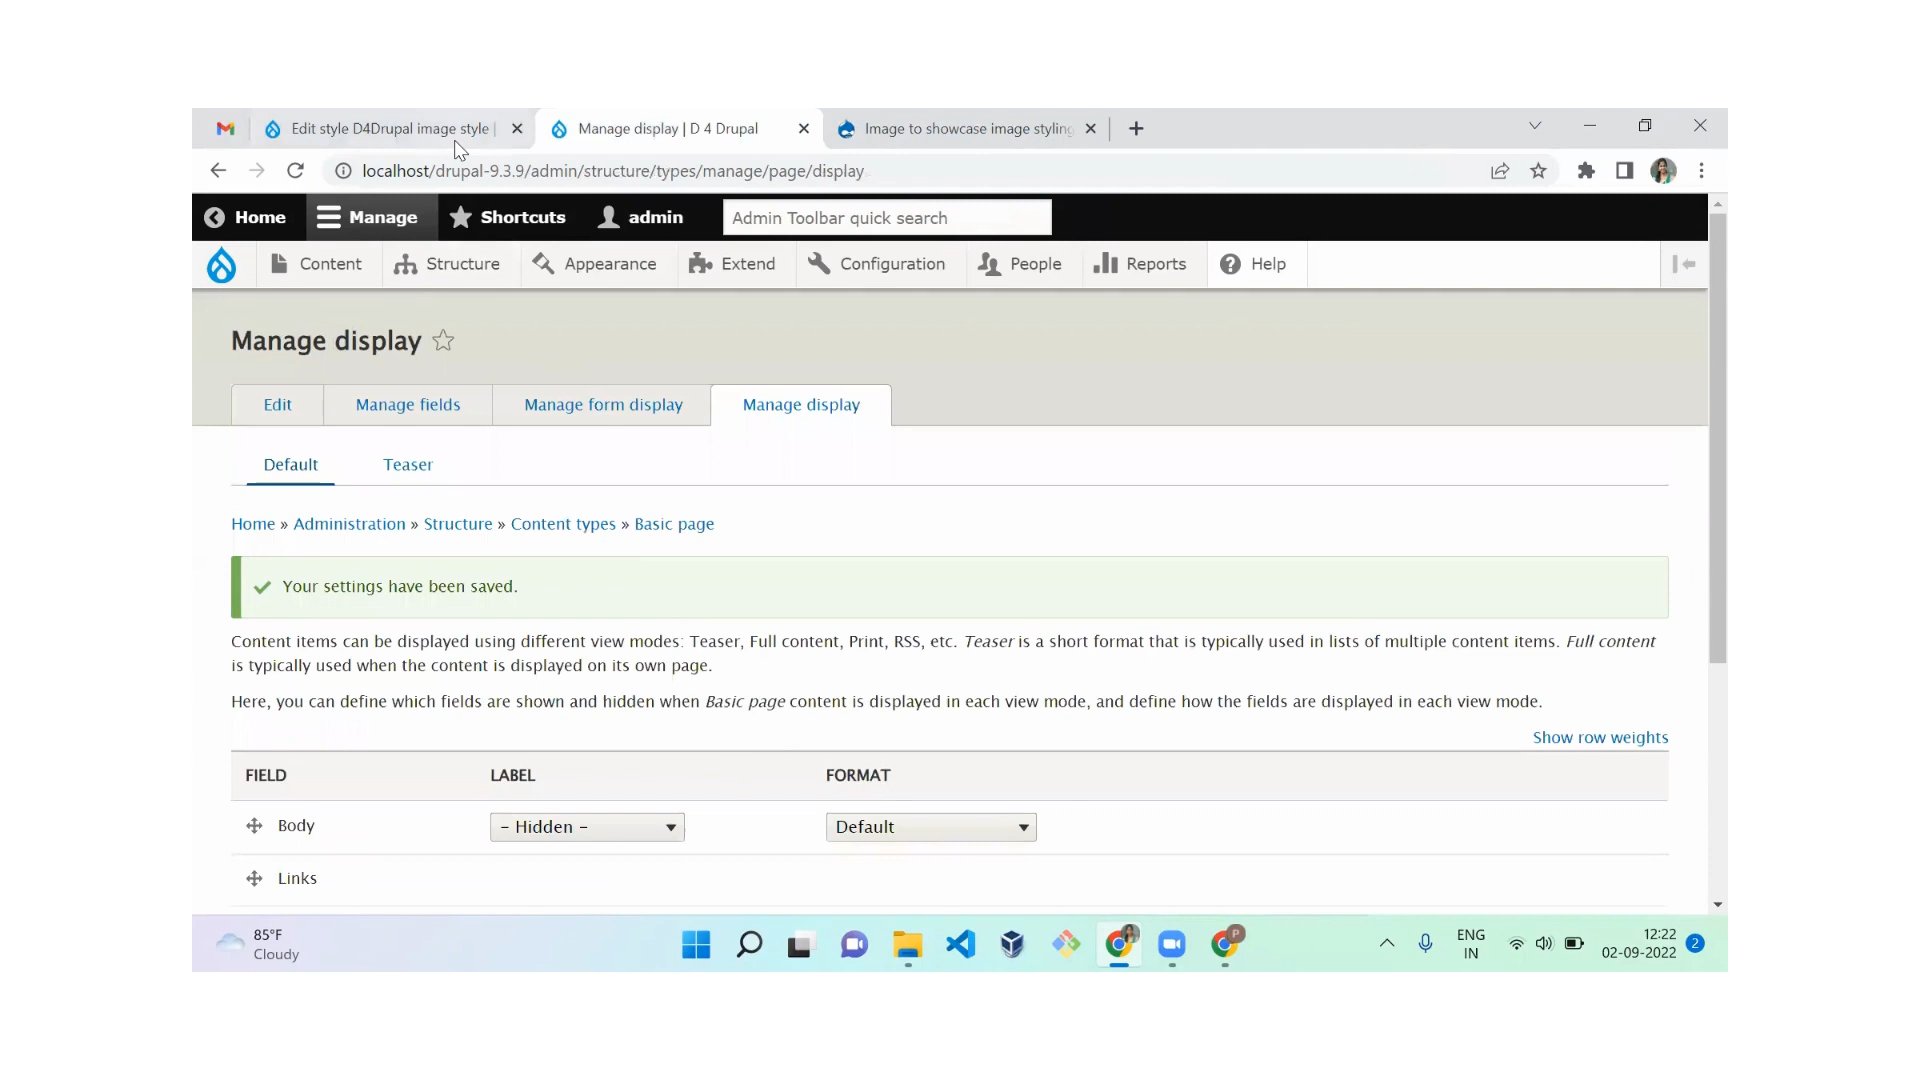 Edit style D4Drupal image style |
Manage display | D 4 Drupal
Image to showcase image styling
localhost/drupal-9.3.9/admin/structure/types/manage/page/display
Home Manage Shortcuts admin Admin Toolbar quick search
Content Structure Appearance Extend Configuration People Reports Help
Manage display
Edit Manage fields Manage form display Manage display
Default Teaser
Home » Administration » Structure » Content types » Basic page
Your settings have been saved.
Content items can be displayed using different view modes: Teaser, Full content, Print, RSS, etc. Teaser is a short format that is typically used in lists of multiple content items. Full content
is typically used when the content is displayed on its own page.
Here, you can define which fields are shown and hidden when Basic page content is displayed in each view mode, and define how the fields are displayed in each view mode.
Show row weights
FIELD LABEL FORMAT
Body - Hidden - Default
Links
85°F
Cloudy
P
ENG
IN
12:22
02-09-2022
2